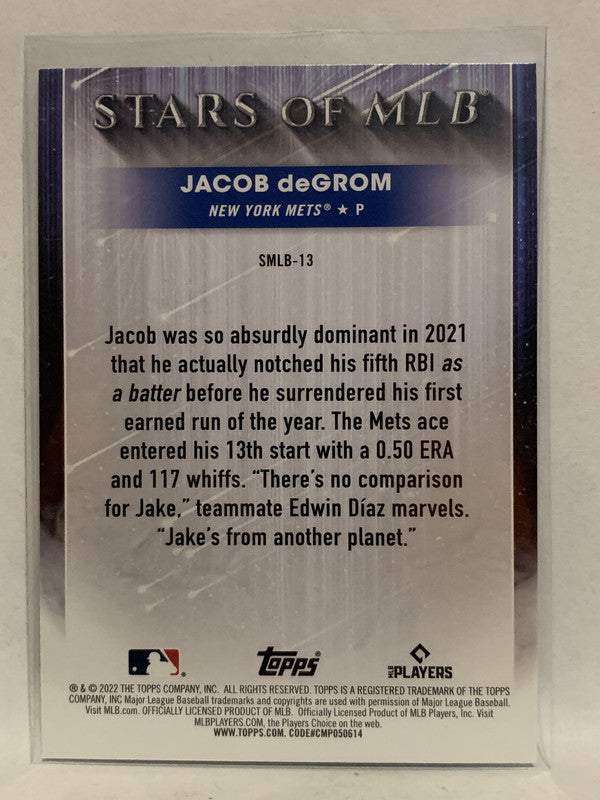 STARS OF MLB®
JACOB deGROM
NEW YORK METS® ★ P
SMLB-13
Jacob was so absurdly dominant in 2021
that he actually notched his fifth RBI as
a batter before he surrendered his first
earned run of the year. The Mets ace
entered his 13th start with a 0.50 ERA
and 117 whiffs. “There’s no comparison
for Jake,” teammate Edwin Díaz marvels.
“Jake’s from another planet.”
Topps®
MLB PLAYERS
® & © 2022 THE TOPPS COMPANY, INC. ALL RIGHTS RESERVED. TOPPS IS A REGISTERED TRADEMARK OF THE TOPPS
COMPANY, INC Major League Baseball trademarks and copyrights are used with permission of Major League Baseball.
Visit MLB.com. OFFICIALLY LICENSED PRODUCT OF MLB. Officially Licensed Product of MLB Players, Inc. Visit
MLBPLAYERS.COM, the Players Choice on the web.
WWW.TOPPS.COM. CODE#CMP050614